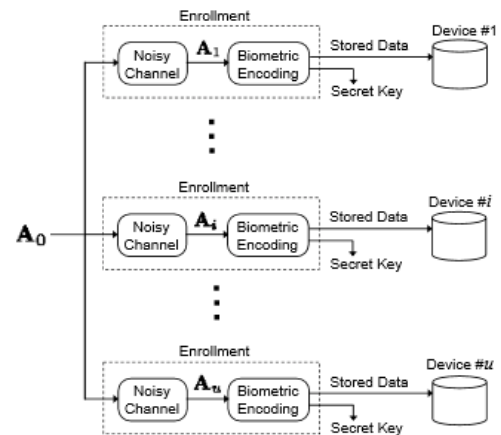 Enrollment
Device #1
Stored Data
Noisy
Channel
A₁
Biometric
Encoding
Secret Key
Enrollment
Device #i
Stored Data
A₀
Noisy
Channel
Aᵢ
Biometric
Encoding
Secret Key
Enrollment
Device #u
Stored Data
Noisy
Channel
Aᵤ
Biometric
Encoding
Secret Key